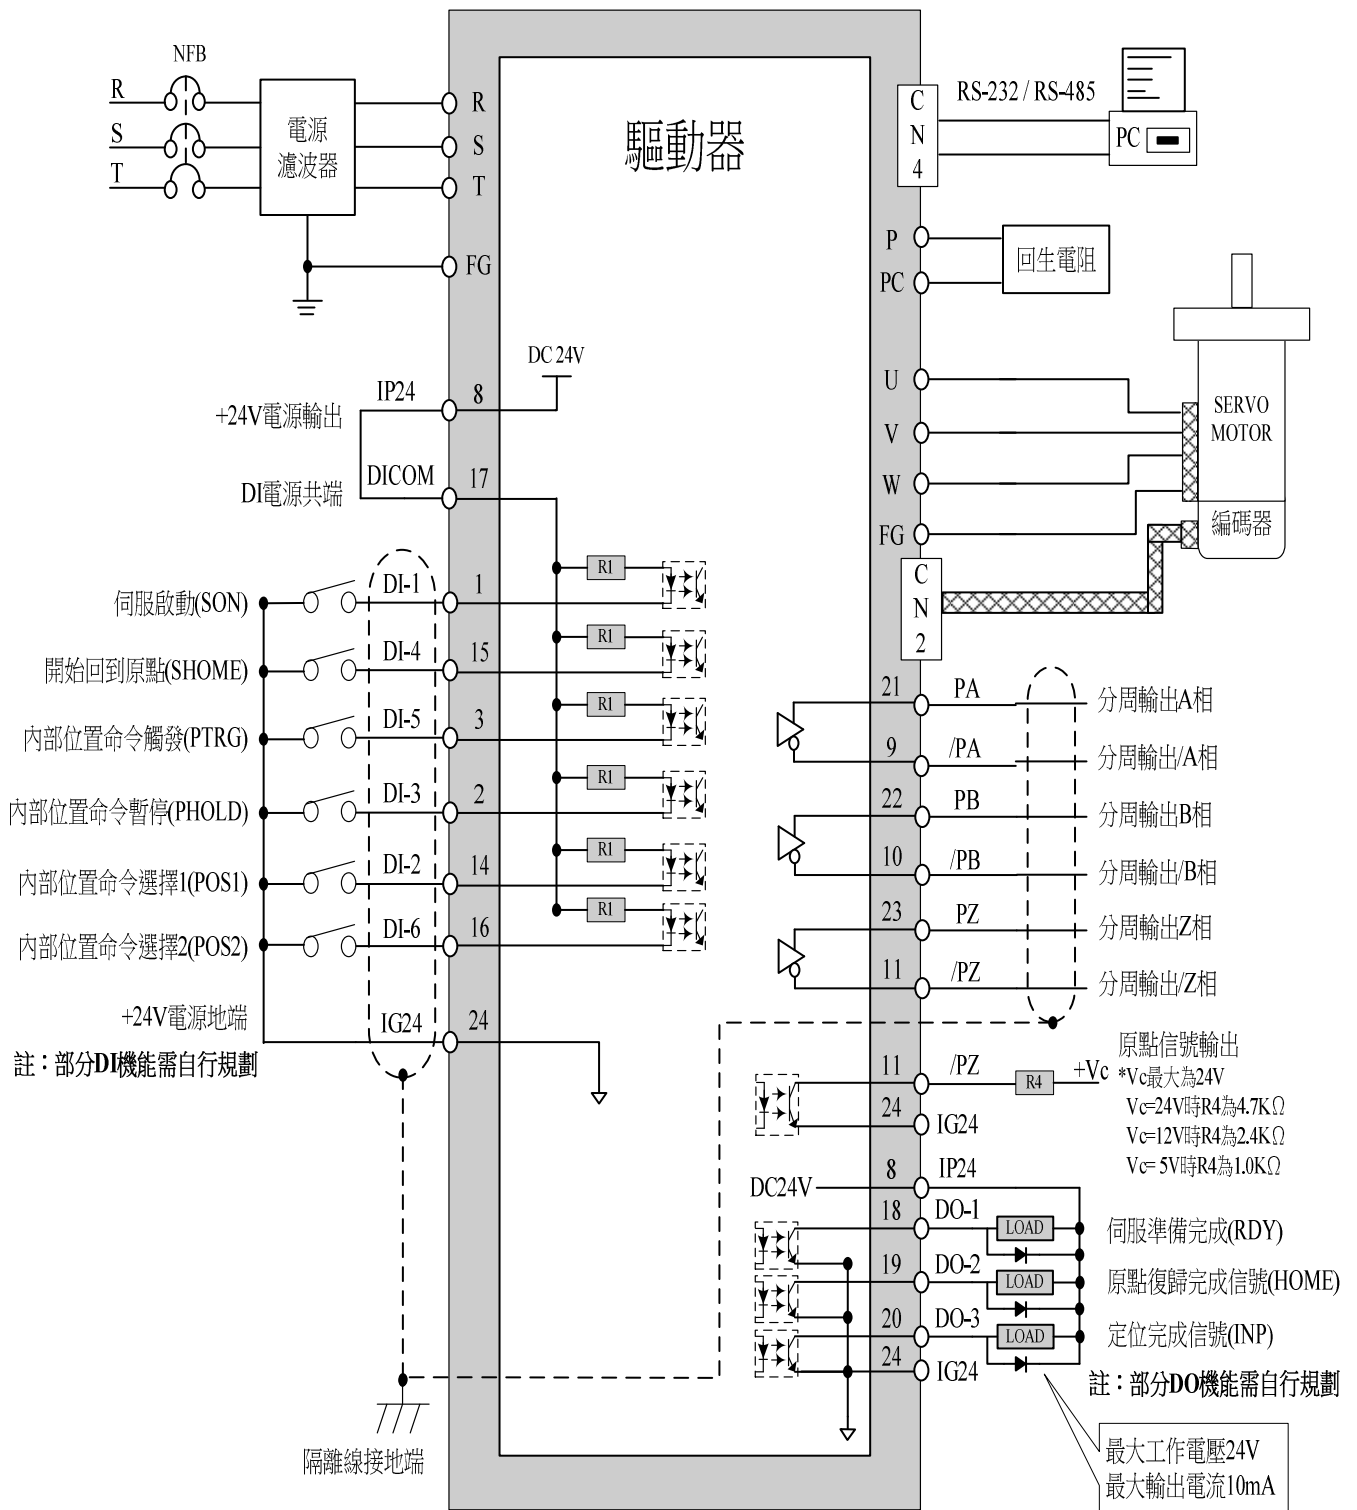 NFB
R
S
T
電源
濾波器
R
S
T
FG
驅動器
C
N
4
RS-232 / RS-485
PC
P
PC
回生電阻
U
V
W
FG
SERVO
MOTOR
編碼器
C
N
2
DC 24V
IP24
8
+24V電源輸出
DICOM
17
DI電源共端
伺服啟動(SON)
DI-1
1
R1
開始回到原點(SHOME)
DI-4
15
R1
內部位置命令觸發(PTRG)
DI-5
3
R1
內部位置命令暫停(PHOLD)
DI-3
2
R1
內部位置命令選擇1(POS1)
DI-2
14
R1
內部位置命令選擇2(POS2)
DI-6
16
R1
+24V電源地端
IG24
24
註：部分DI機能需自行規劃
隔離線接地端
21
PA
分周輸出A相
9
/PA
分周輸出/A相
22
PB
分周輸出B相
10
/PB
分周輸出/B相
23
PZ
分周輸出Z相
11
/PZ
分周輸出/Z相
11
/PZ
R4
+Vc
24
IG24
原點信號輸出
*Vc最大為24V
Vc=24V時R4為4.7KΩ
Vc=12V時R4為2.4KΩ
Vc= 5V時R4為1.0KΩ
DC24V
8
IP24
18
DO-1
LOAD
伺服準備完成(RDY)
19
DO-2
LOAD
原點復歸完成信號(HOME)
20
DO-3
LOAD
定位完成信號(INP)
24
IG24
註：部分DO機能需自行規劃
最大工作電壓24V
最大輸出電流10mA